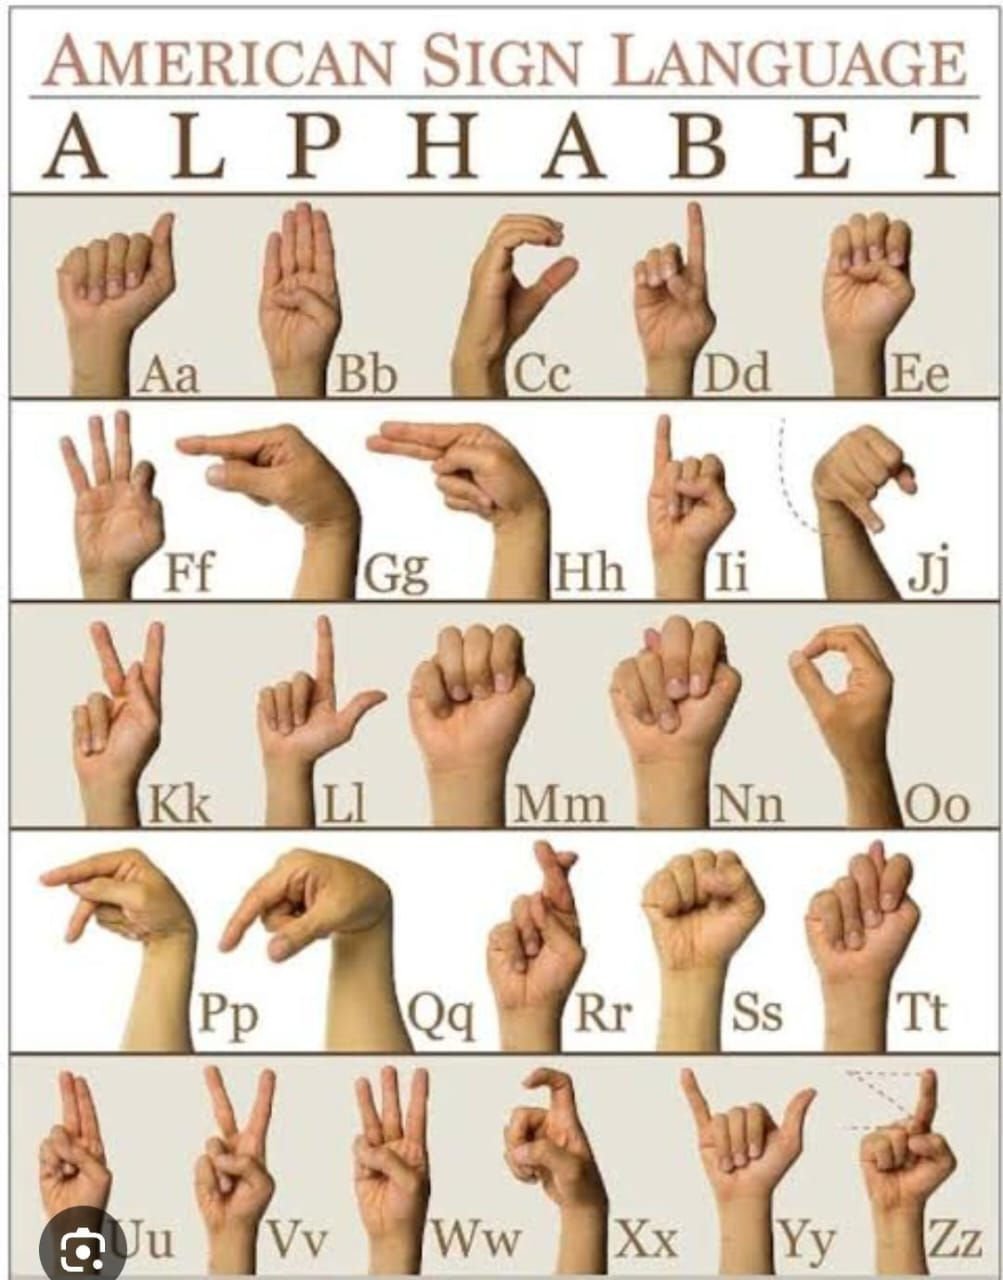 AMERICAN SIGN LANGUAGE
ALPHABET
Aa Bb Cc Dd Ee
Ff Gg Hh Ii Jj
Kk Ll Mm Nn Oo
Pp Qq Rr Ss Tt
Uu Vv Ww Xx Yy Zz